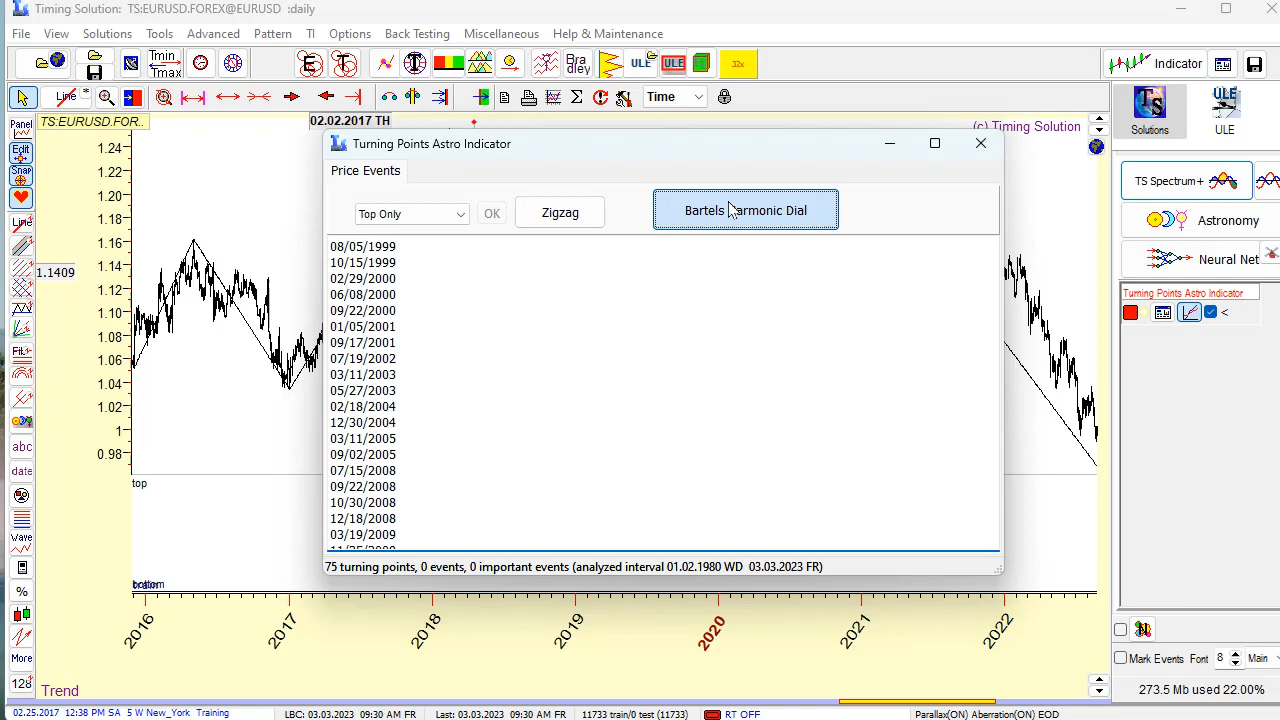 Timing Solution: TS:EURUSD.FOREX@EURUSD :daily
File View Solutions Tools Advanced Pattern TI Options Back Testing Miscellaneous Help & Maintenance
Tmin
Tmax
E T T Bradley ULE ULE 32x Indicator
Line * Time
Panel TS:EURUSD.FOR.. 02.02.2017 TH (c) Timing Solution
Solutions ULE
Turning Points Astro Indicator
Price Events
Top Only OK Zigzag Bartels Harmonic Dial
08/05/1999
10/15/1999
02/29/2000
06/08/2000
09/22/2000
01/05/2001
09/17/2001
07/19/2002
03/11/2003
05/27/2003
02/18/2004
12/30/2004
03/11/2005
09/02/2005
07/15/2008
09/22/2008
10/30/2008
12/18/2008
03/19/2009
75 turning points, 0 events, 0 important events (analyzed interval 01.02.1980 WD 03.03.2023 FR)
Edit
Snap
Line
Fit
abc
date
Wave
%
More
123
1.24
1.22
1.20
1.18
1.16
1.1409
1.14
1.12
1.10
1.08
1.06
1.04
1.02
1
0.98
top
bottom
2016 2017 2018 2019 2020 2021 2022
Trend
TS Spectrum+
Astronomy
Neural Net
Turning Points Astro Indicator
<
Mark Events Font 8 Main
273.5 Mb used 22.00%
02.25.2017 12:38 PM SA 5 W New_York Training LBC: 03.03.2023 09:30 AM FR Last: 03.03.2023 09:30 AM FR 11733 train/0 test (11733) RT OFF Parallax(ON) Aberration(ON) EOD